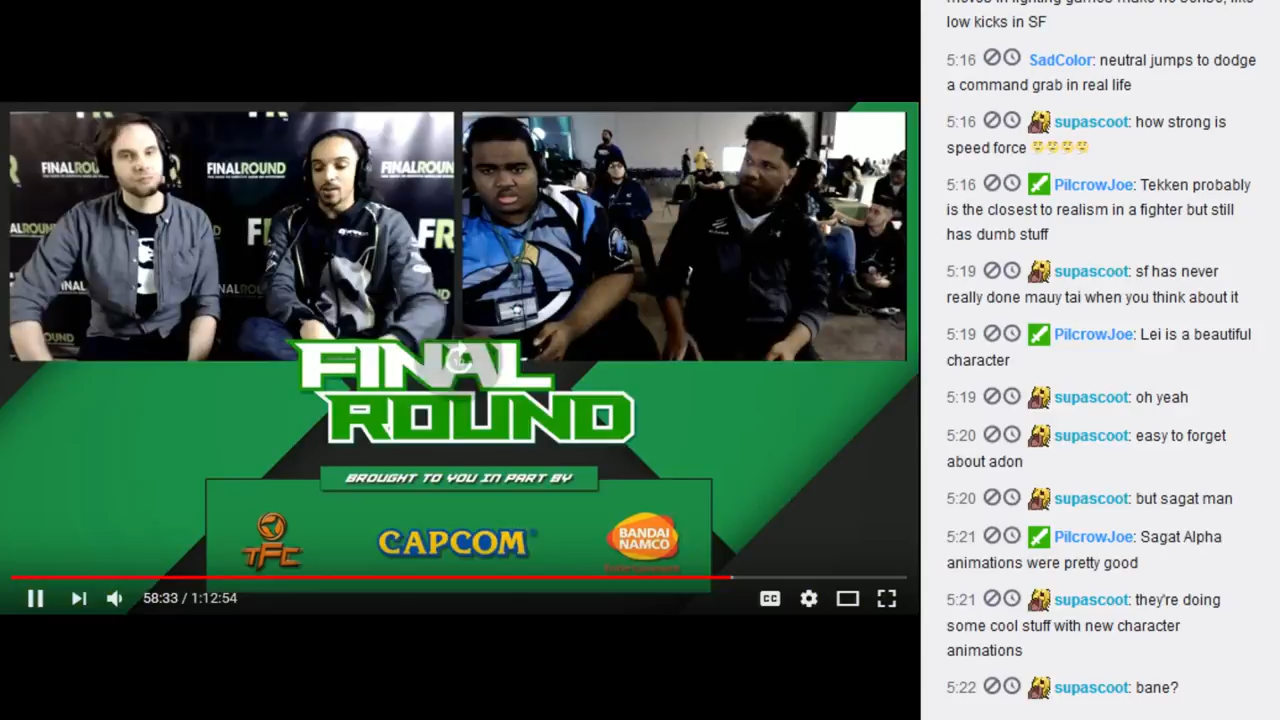 moves in fighting games make no sense, like
low kicks in SF
5:16 SadColor: neutral jumps to dodge
a command grab in real life
5:16 supascoot: how strong is
speed force
5:16 PilcrowJoe: Tekken probably
is the closest to realism in a fighter but still
has dumb stuff
5:19 supascoot: sf has never
really done mauy tai when you think about it
5:19 PilcrowJoe: Lei is a beautiful
character
5:19 supascoot: oh yeah
5:20 supascoot: easy to forget
about adon
5:20 supascoot: but sagat man
5:21 PilcrowJoe: Sagat Alpha
animations were pretty good
5:21 supascoot: they're doing
some cool stuff with new character
animations
5:22 supascoot: bane?
FINALROU
FINALROUND
FINALROUN
FR
FR
FINAL
ROUND
BROUGHT TO YOU IN PART BY
TFC
CAPCOM
BANDAI
NAMCO
Entertainment
58:33 / 1:12:54
CC